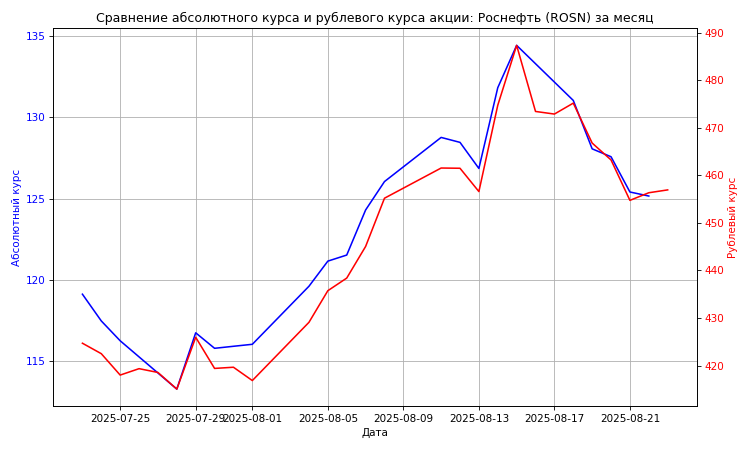 Сравнение абсолютного курса и рублевого курса акции: Роснефть (ROSN) за месяц
135
130
125
120
115
Абсолютный курс
490
480
470
460
450
440
430
420
Рублевый курс
2025-07-25 2025-07-29 2025-08-01 2025-08-05 2025-08-09 2025-08-13 2025-08-17 2025-08-21
Дата